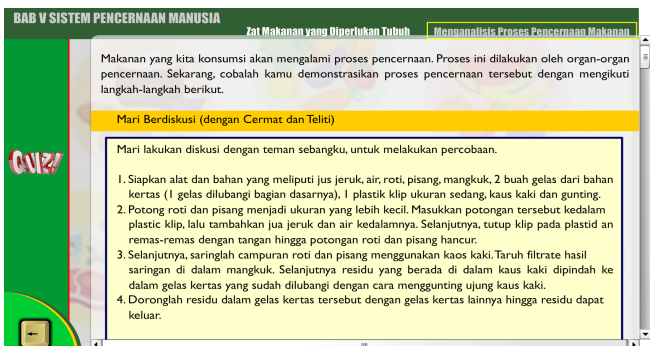 BAB V SISTEM PENCERNAAN MANUSIA
Zat Makanan yang Diperlukan Tubuh
Menganalisis Proses Pencernaan Makanan
Makanan yang kita konsumsi akan mengalami proses pencernaan. Proses ini dilakukan oleh organ-organ
pencernaan. Sekarang, cobalah kamu demonstrasikan proses pencernaan tersebut dengan mengikuti
langkah-langkah berikut.
Mari Berdiskusi (dengan Cermat dan Teliti)
QUIZ!
Mari lakukan diskusi dengan teman sebangku, untuk melakukan percobaan.
1. Siapkan alat dan bahan yang meliputi jus jeruk, air, roti, pisang, mangkuk, 2 buah gelas dari bahan
kertas (1 gelas dilubangi bagian dasarnya), 1 plastik klip ukuran sedang, kaus kaki dan gunting.
2. Potong roti dan pisang menjadi ukuran yang lebih kecil. Masukkan potongan tersebut kedalam
plastic klip, lalu tambahkan jua jeruk dan air kedalamnya. Selanjutnya, tutup klip pada plastid an
remas-remas dengan tangan hingga potongan roti dan pisang hancur.
3. Selanjutnya, saringlah campuran roti dan pisang menggunakan kaos kaki. Taruh filtrate hasil
saringan di dalam mangkuk. Selanjutnya residu yang berada di dalam kaus kaki dipindah ke
dalam gelas kertas yang sudah dilubangi dengan cara menggunting ujung kaus kaki.
4. Doronglah residu dalam gelas kertas tersebut dengan gelas kertas lainnya hingga residu dapat
keluar.